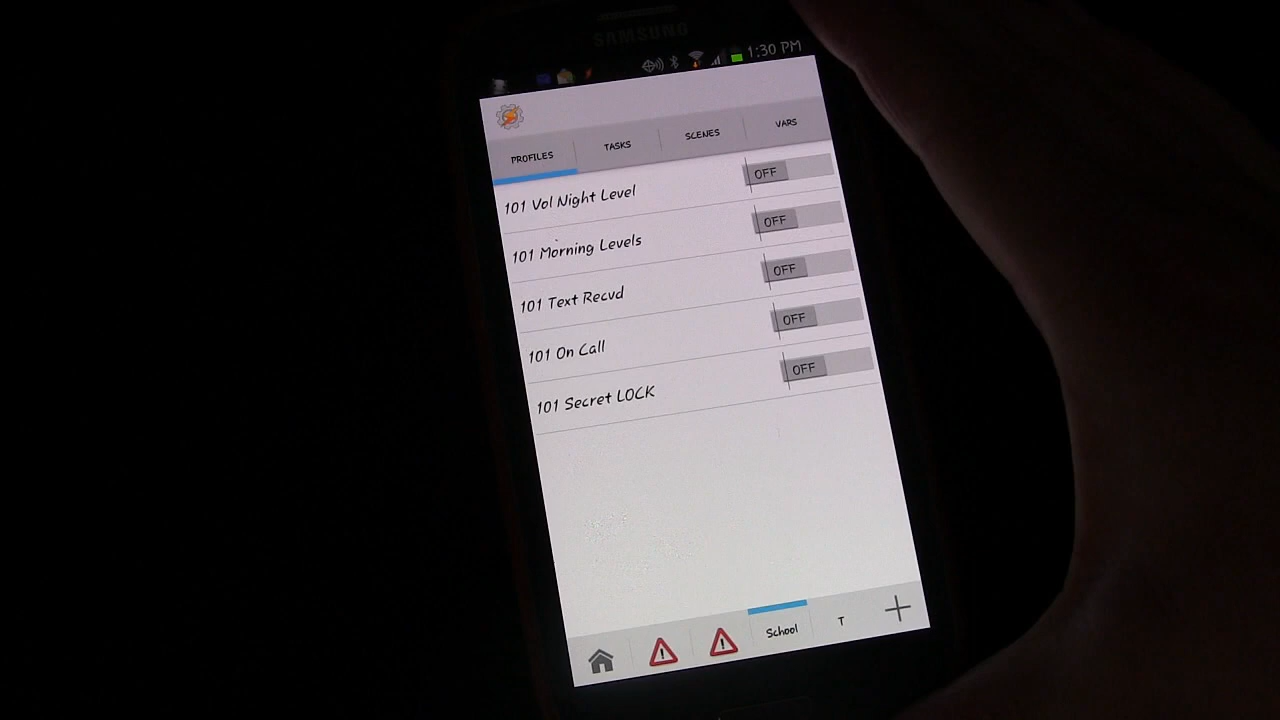 SAMSUNG
1:30 PM
PROFILES TASKS SCENES VARS
101 Vol Night Level OFF
101 Morning Levels OFF
101 Text Recvd OFF
101 On Call OFF
101 Secret LOCK OFF
School T